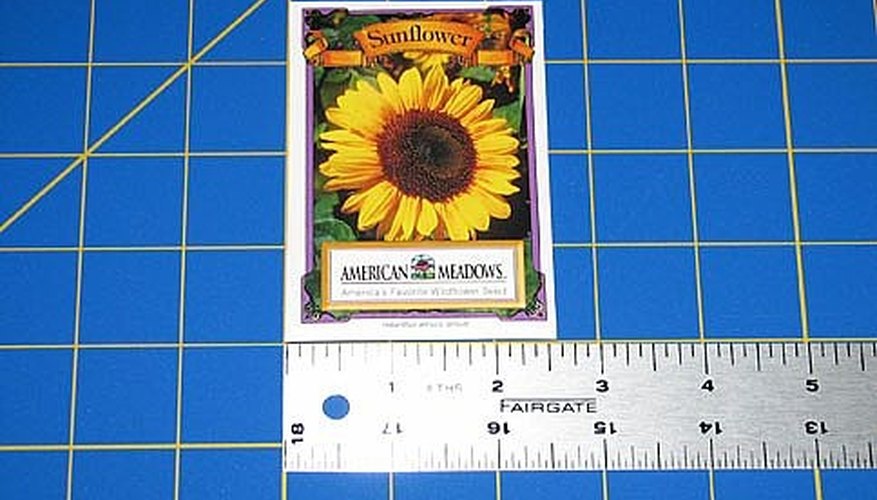 Sunflower
AMERICAN MEADOWS
America's Favorite Wildflower Seed
1 8THS 2 3 4 5
FAIRGATE
18 17 16 15 14 13